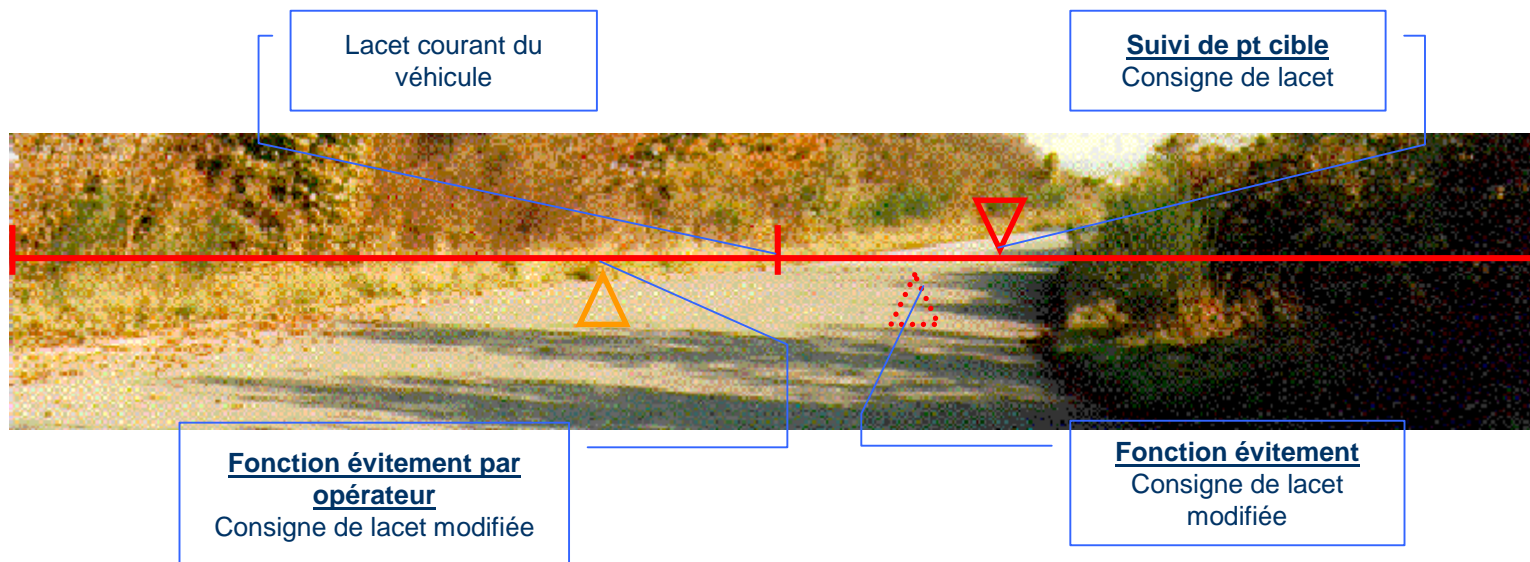 Lacet courant du
véhicule
Suivi de pt cible
Consigne de lacet
Fonction évitement par
opérateur
Consigne de lacet modifiée
Fonction évitement
Consigne de lacet
modifiée